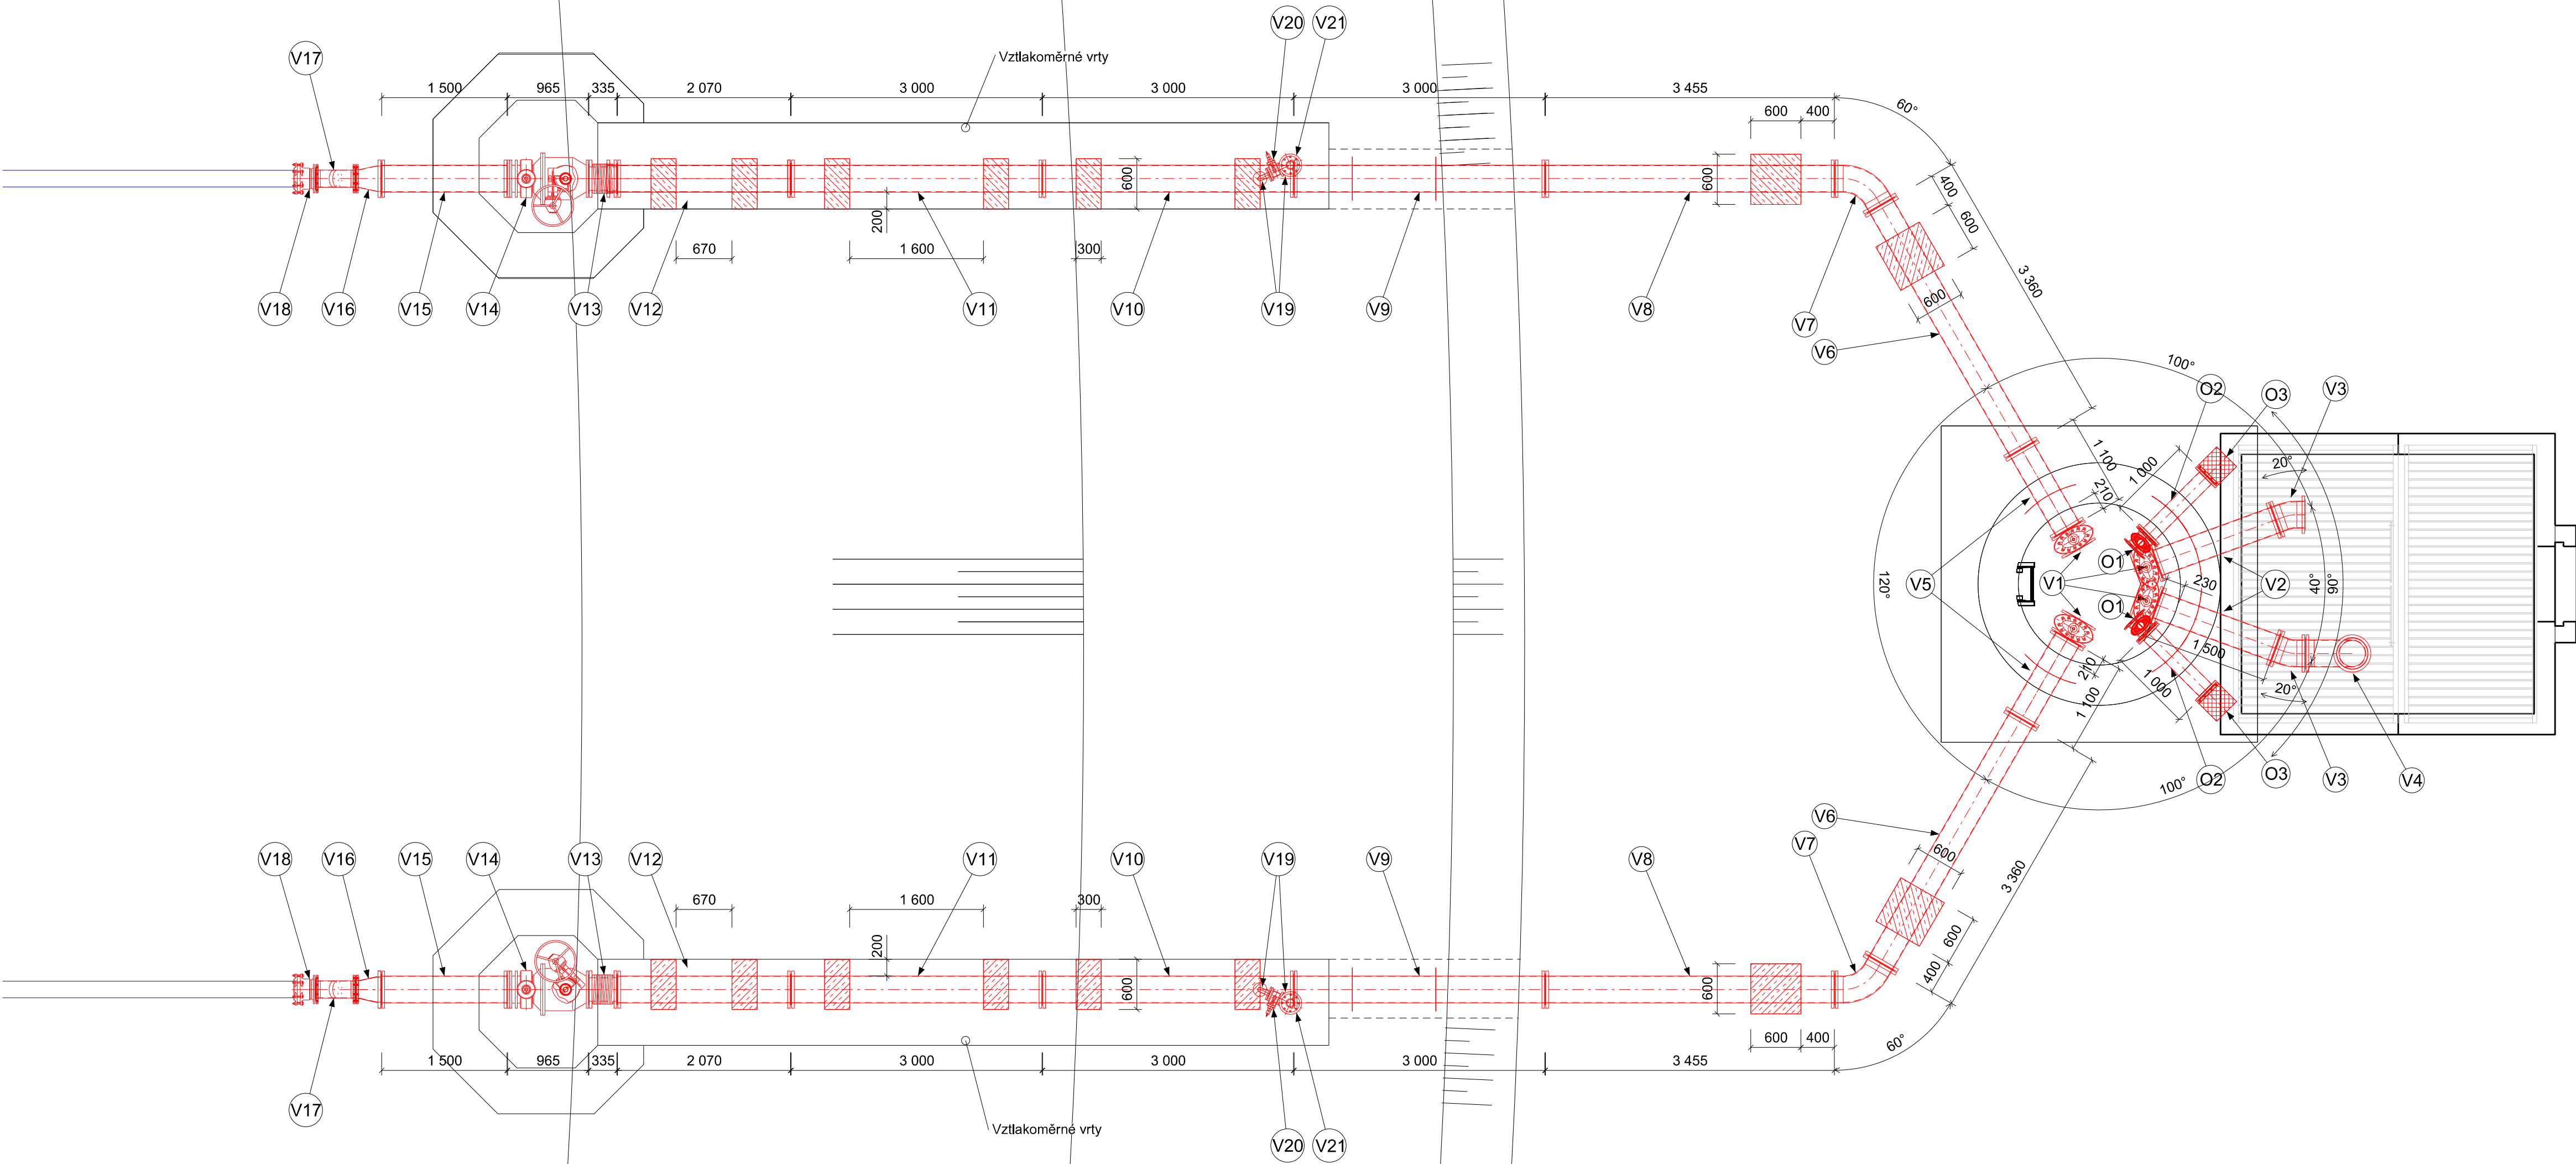 V20 V21
V17
Vztlakoměrné vrty
1 500 965 335 2 070 3 000 3 000 3 000 3 455
600 400 60°
600 600 400
200 600
670 1 600 300
3 360
600
V18 V16 V15 V14 V13 V12 V11 V10 V19 V9 V8
V7
V6
100°
O2 O3 V3
1 100 1 000 20°
210
O1
120° V5 V1 230 V2 40° 90°
O1
1 500
210 1 000 20°
1 100
100° O2 O3 V3 V4
V6
V7
V18 V16 V15 V14 V13 V12 V11 V10 V19 V9 V8
600
3 360
670 1 600 300
200
600
600 600
400
600 400 60°
1 500 965 335 2 070 3 000 3 000 3 000 3 455
V17
Vztlakoměrné vrty
V20 V21